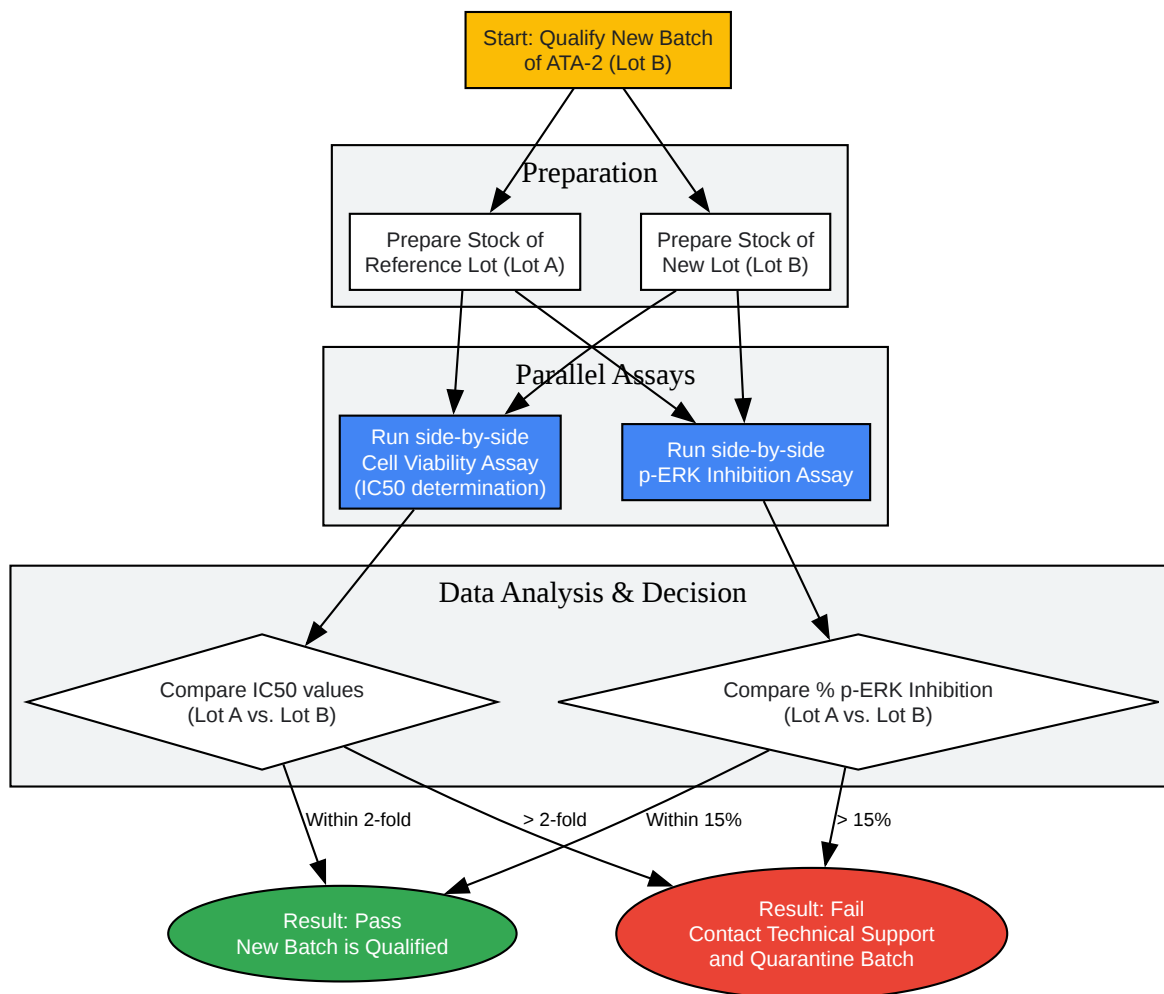 Start: Qualify New Batch
of ATA-2 (Lot B)
Preparation
Prepare Stock of
Reference Lot (Lot A)
Prepare Stock of
New Lot (Lot B)
Parallel Assays
Run side-by-side
Cell Viability Assay
(IC50 determination)
Run side-by-side
p-ERK Inhibition Assay
Data Analysis & Decision
Compare IC50 values
(Lot A vs. Lot B)
Compare % p-ERK Inhibition
(Lot A vs. Lot B)
Within 2-fold
> 2-fold
Within 15%
> 15%
Result: Pass
New Batch is Qualified
Result: Fail
Contact Technical Support
and Quarantine Batch